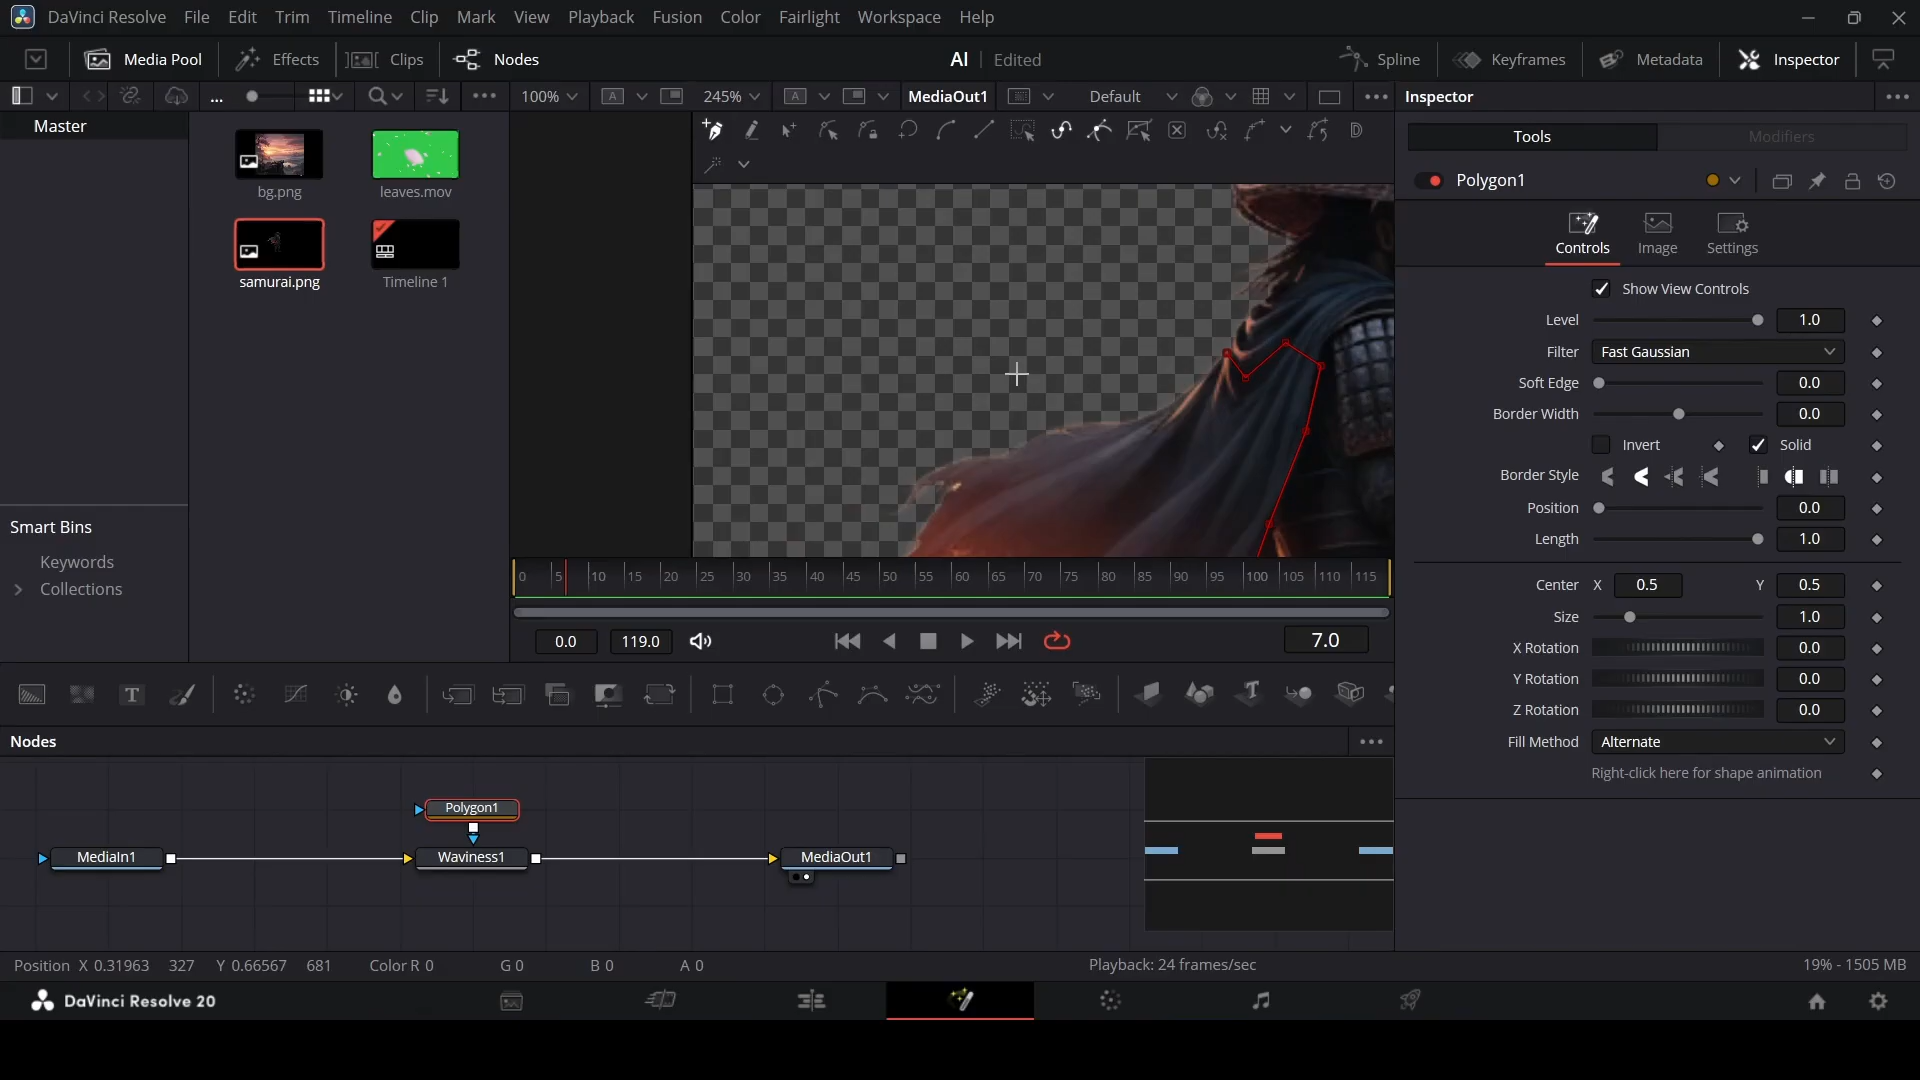 DaVinci Resolve File Edit Trim Timeline Clip Mark View Playback Fusion Color Fairlight Workspace Help
Media Pool Effects Clips Nodes AI Edited Spline Keyframes Metadata Inspector
... 100% A 245% A MediaOut1 Default ... Inspector ...
Master
bg.png leaves.mov
samurai.png Timeline 1
Smart Bins
Keywords
Collections
D
0 5 10 15 20 25 30 35 40 45 50 55 60 65 70 75 80 85 90 95 100 105 110 115
0.0 119.0 7.0
T T
Tools Modifiers
Polygon1
Controls Image Settings
Show View Controls
Level 1.0
Filter Fast Gaussian
Soft Edge 0.0
Border Width 0.0
Invert Solid
Border Style
Position 0.0
Length 1.0
Center X 0.5 Y 0.5
Size 1.0
X Rotation 0.0
Y Rotation 0.0
Z Rotation 0.0
Fill Method Alternate
Right-click here for shape animation
Nodes
Polygon1
MediaIn1 Waviness1 MediaOut1
Position X 0.31963 327 Y 0.66567 681 Color R 0 G 0 B 0 A 0 Playback: 24 frames/sec 19% - 1505 MB
DaVinci Resolve 20